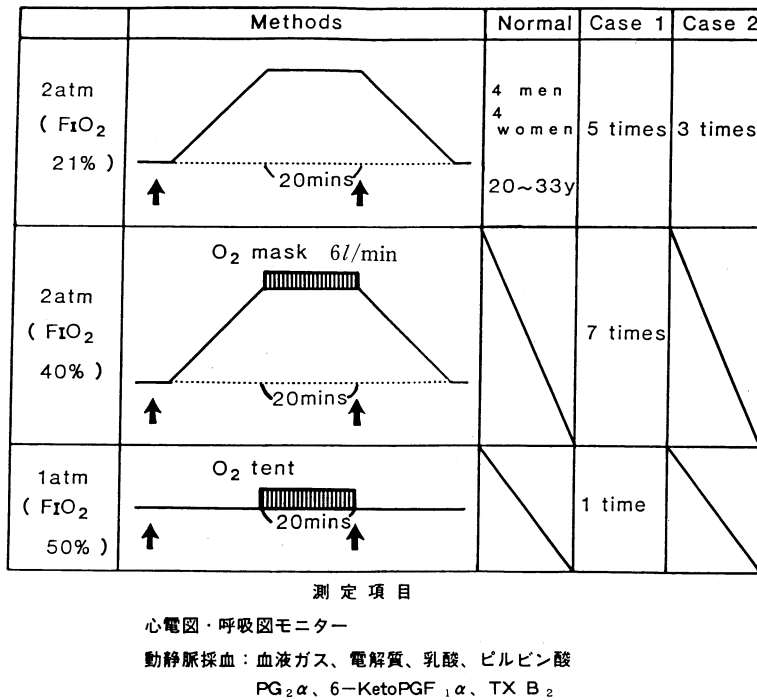 Methods Normal Case 1 Case 2
2atm
( FIO₂
21% )
20mins
4 men
4
women
20~33y
5 times 3 times
O₂ mask 6l/min
2atm
( FIO₂
40% )
20mins
7 times
O₂ tent
1atm
( FIO₂
50% )
20mins
1 time
測定項目
心電図・呼吸図モニター
動静脈採血：血液ガス、電解質、乳酸、ピルビン酸
PG₂α、6-KetoPGF₁α、TX B₂